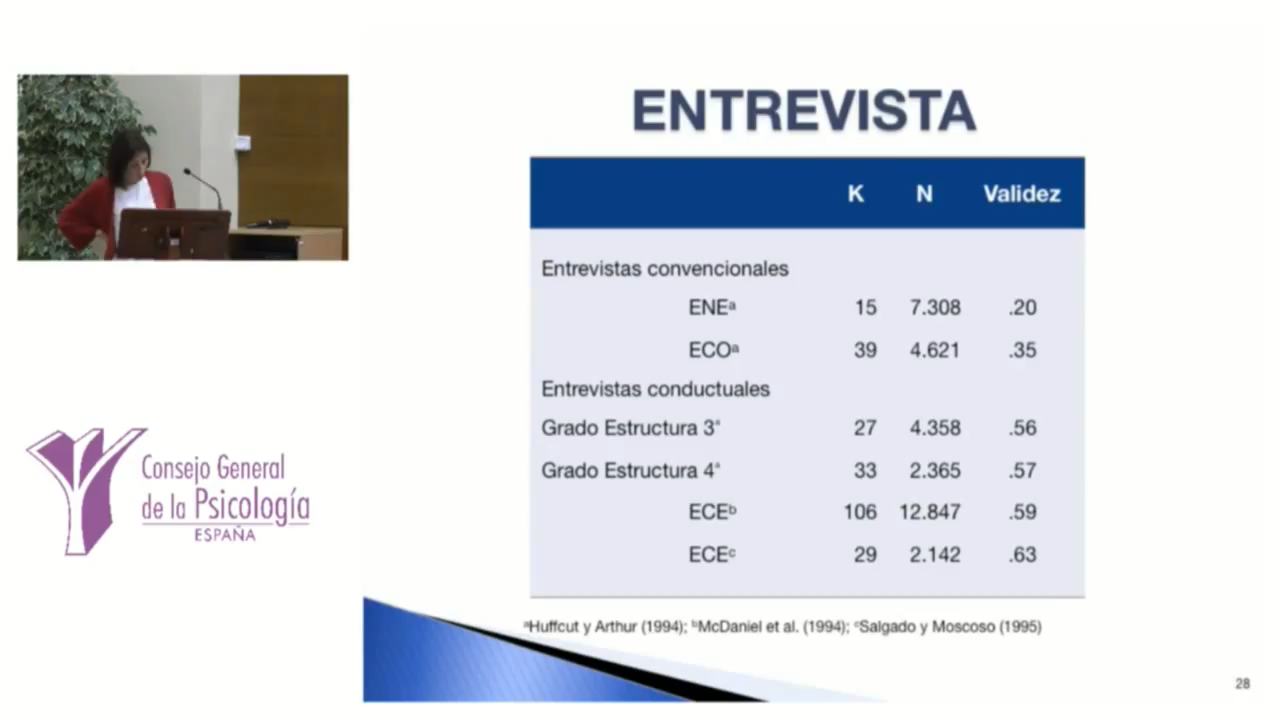 ENTREVISTA
K N Validez
Entrevistas convencionales
ENEᵃ 15 7.308 .20
ECOᵃ 39 4.621 .35
Entrevistas conductuales
Grado Estructura 3ᵃ 27 4.358 .56
Grado Estructura 4ᵃ 33 2.365 .57
ECEᵇ 106 12.847 .59
ECEᶜ 29 2.142 .63
ᵃHuffcut y Arthur (1994); ᵇMcDaniel et al. (1994); ᶜSalgado y Moscoso (1995)
28
Consejo General
de la Psicología
ESPAÑA